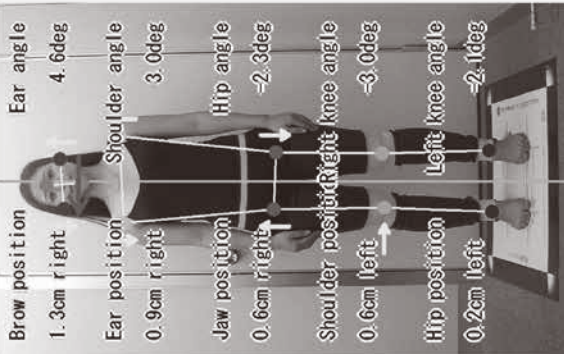 Brow position Ear angle
1.3cm right 4.6deg
Ear position Shoulder angle
0.9cm right 3.0deg
Jaw position Hip angle
0.6cm right -2.3deg
Shoulder positiRight knee angle
0.6cm left -3.0deg
Hip position Left knee angle
0.2cm left -2.1deg